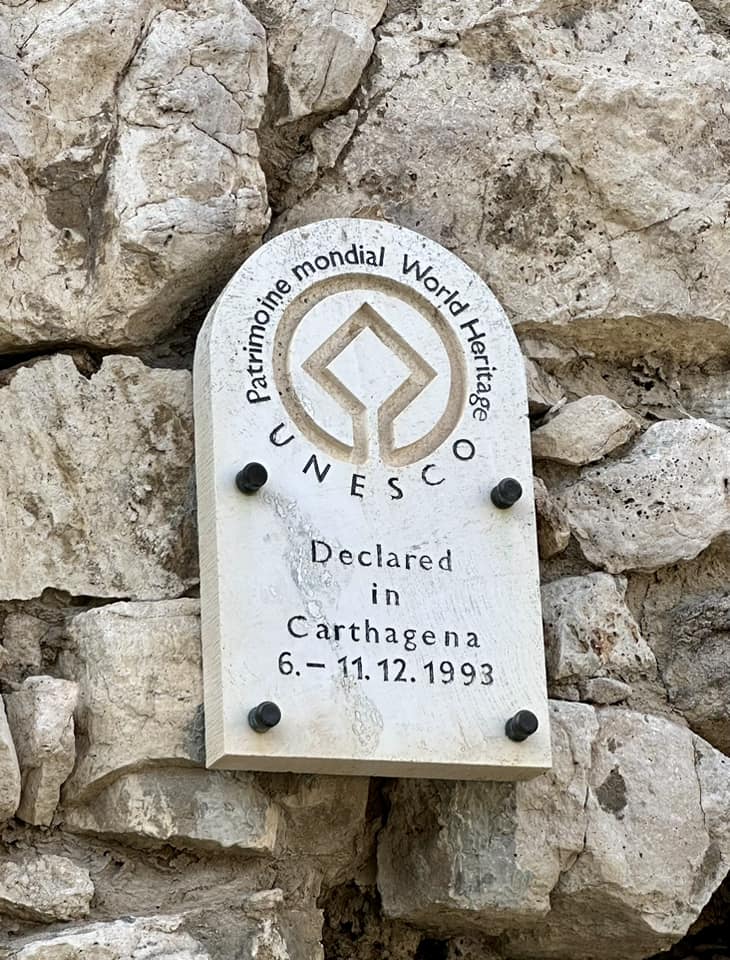 Patrimoine mondial World Heritage
UNESCO
Declared
in
Carthagena
6.– 11.12.1993